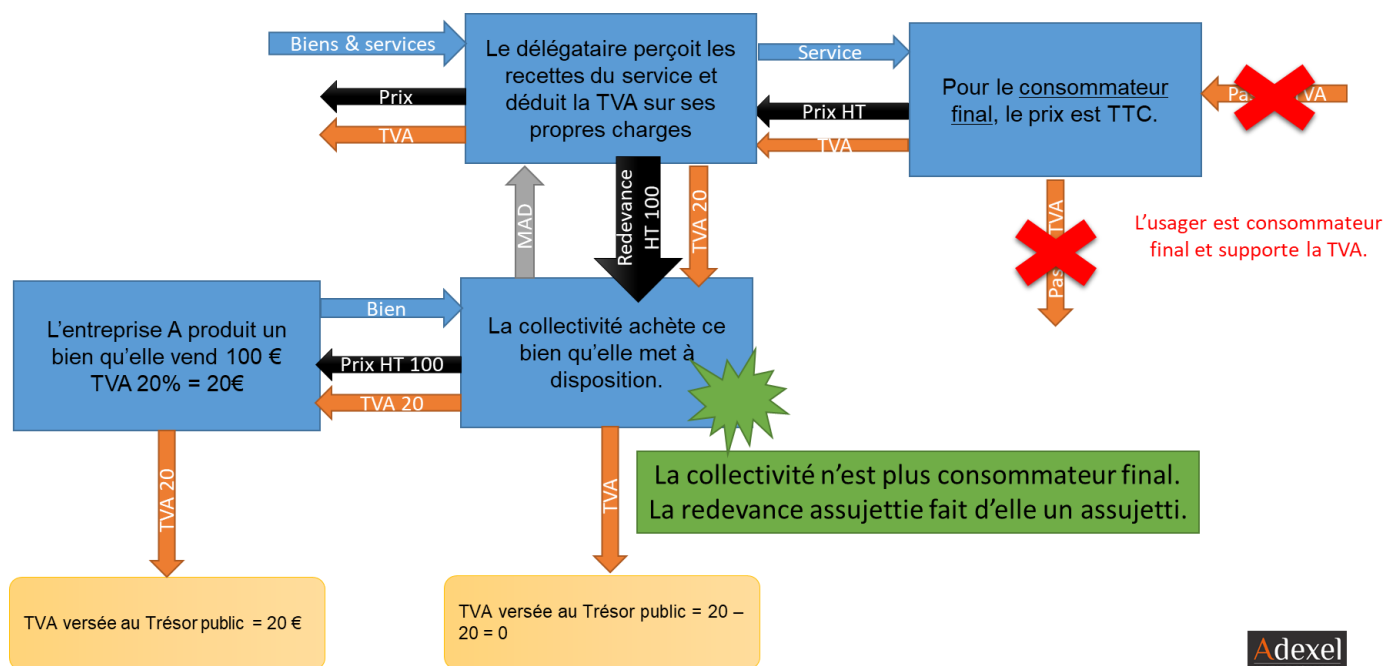 Biens & services
Prix
TVA
Le délégataire perçoit les
recettes du service et
déduit la TVA sur ses
propres charges
Service
Prix HT
TVA
Pour le consommateur
final, le prix est TTC.
TVA
Pas
TVA
L'usager est consommateur
final et supporte la TVA.
MAD
Redevance
HT 100
TVA 20
L'entreprise A produit un
bien qu'elle vend 100 €
TVA 20% = 20€
Bien
Prix HT 100
TVA 20
La collectivité achète ce
bien qu'elle met à
disposition.
La collectivité n'est plus consommateur final.
La redevance assujettie fait d'elle un assujetti.
TVA 20
TVA
TVA versée au Trésor public = 20 €
TVA versée au Trésor public = 20 –
20 = 0
Adexel